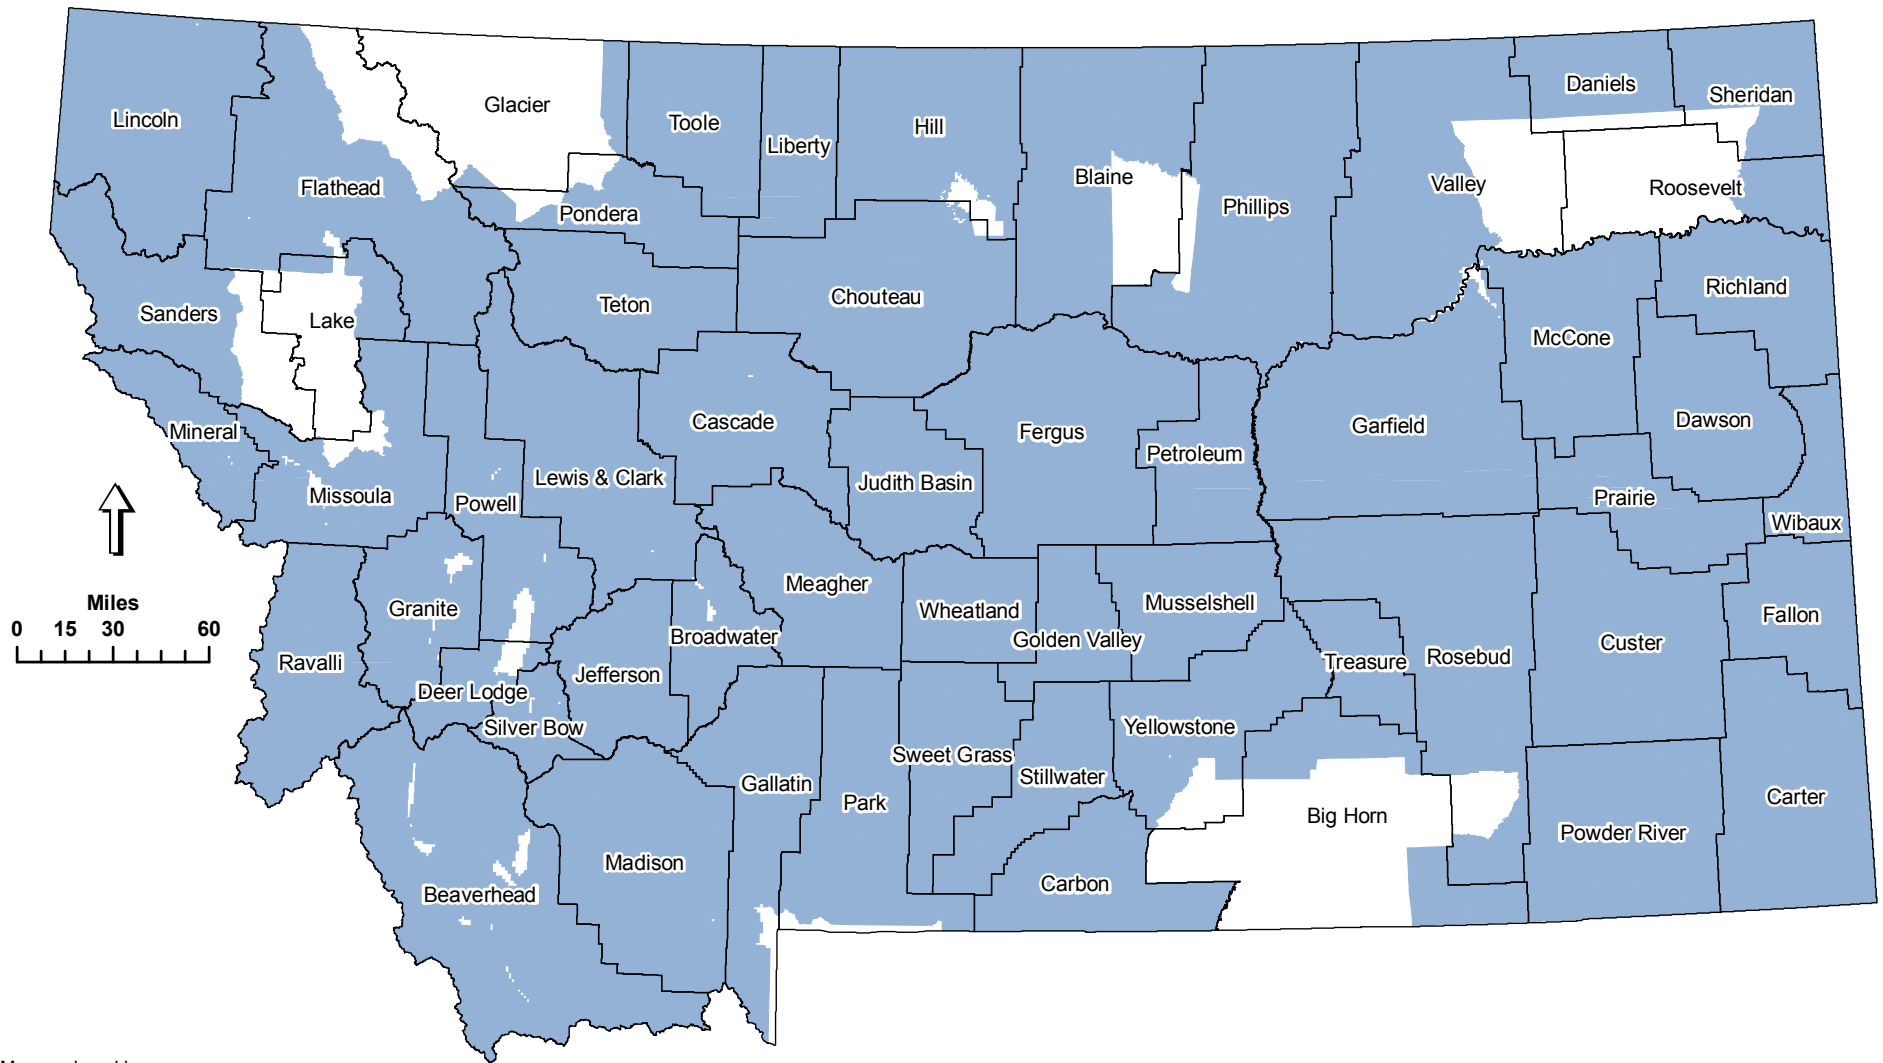 Glacier
Daniels
Sheridan
Lincoln
Toole
Hill
Liberty
Flathead
Blaine
Valley
Roosevelt
Pondera
Phillips
Sanders
Lake
Teton
Chouteau
Richland
McCone
Mineral
Cascade
Fergus
Garfield
Dawson
Petroleum
Lewis & Clark
Judith Basin
Missoula
Powell
Prairie
Wibaux
Meagher
Miles
0 15 30 60
Granite
Wheatland
Musselshell
Fallon
Broadwater
Golden Valley
Custer
Ravalli
Jefferson
Treasure
Rosebud
Deer Lodge
Silver Bow
Yellowstone
Sweet Grass
Stillwater
Gallatin
Park
Big Horn
Carter
Powder River
Madison
Carbon
Beaverhead